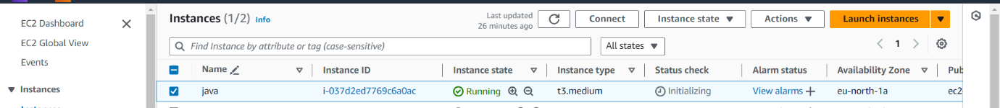 EC2 Dashboard
EC2 Global View
Events
Instances
Instances (1/2) Info
Last updated
26 minutes ago
Connect
Instance state
Actions
Launch instances
Find Instance by attribute or tag (case-sensitive)
All states
1
Name Instance ID Instance state Instance type Status check Alarm status Availability Zone Pub
java i-037d2ed7769c6a0ac Running t3.medium Initializing View alarms eu-north-1a ec2